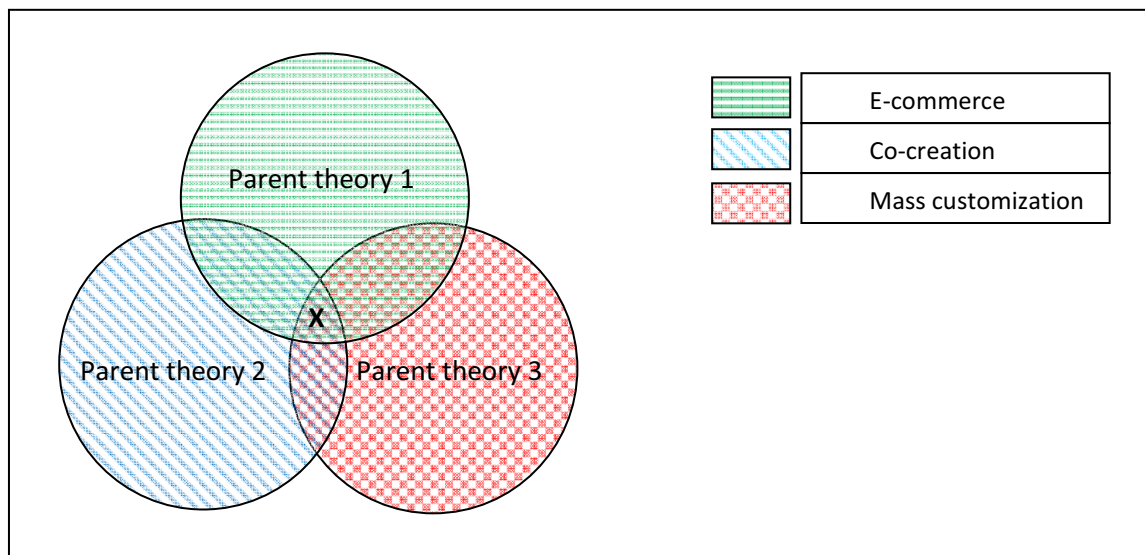 Parent theory 1
X
Parent theory 2
Parent theory 3
E-commerce
Co-creation
Mass customization